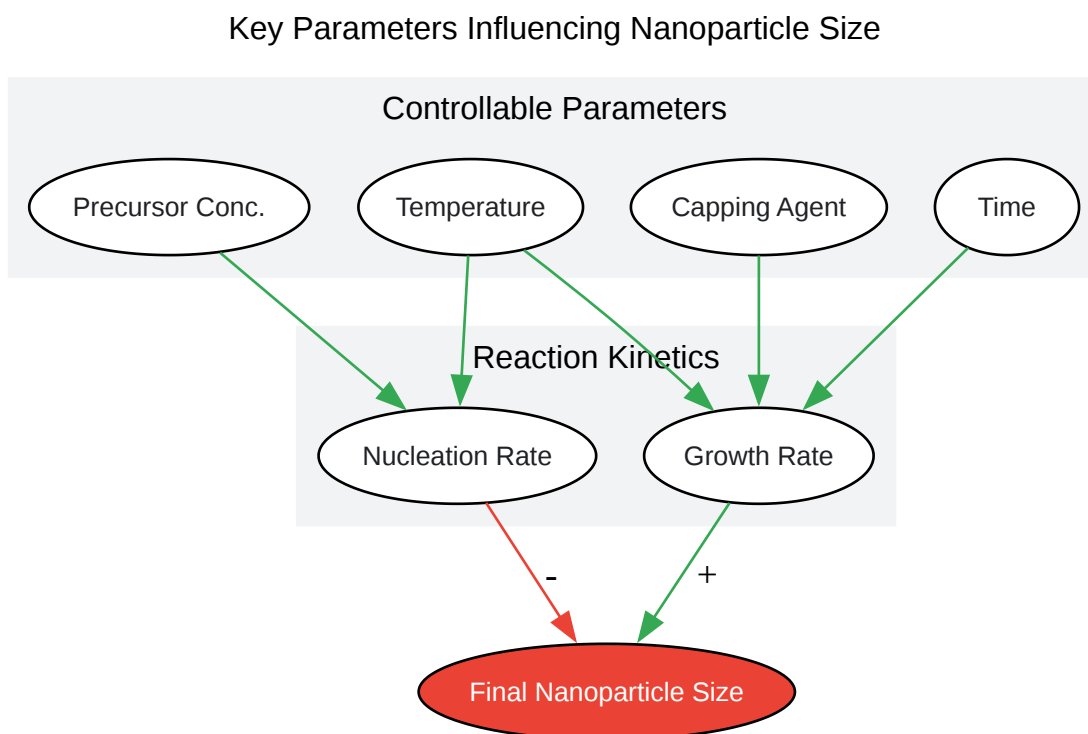 Key Parameters Influencing Nanoparticle Size
Controllable Parameters
Precursor Conc.
Temperature
Capping Agent
Time
Reaction Kinetics
Nucleation Rate
Growth Rate
-
+
Final Nanoparticle Size